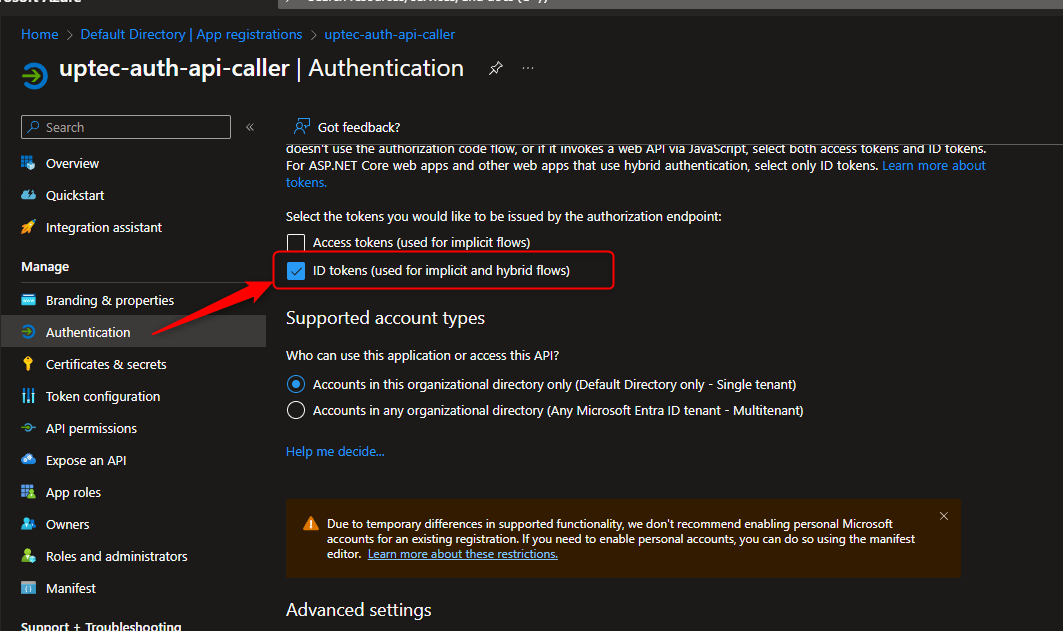 Home > Default Directory | App registrations > uptec-auth-api-caller
uptec-auth-api-caller | Authentication
Search
Overview
Quickstart
Integration assistant
Manage
Branding & properties
Authentication
Certificates & secrets
Token configuration
API permissions
Expose an API
App roles
Owners
Roles and administrators
Manifest
Support + Troubleshooting
Got feedback?
doesn't use the authorization code flow, or if it invokes a web API via JavaScript, select both access tokens and ID tokens.
For ASP.NET Core web apps and other web apps that use hybrid authentication, select only ID tokens. Learn more about
tokens.
Select the tokens you would like to be issued by the authorization endpoint:
Access tokens (used for implicit flows)
ID tokens (used for implicit and hybrid flows)
Supported account types
Who can use this application or access this API?
Accounts in this organizational directory only (Default Directory only - Single tenant)
Accounts in any organizational directory (Any Microsoft Entra ID tenant - Multitenant)
Help me decide...
Due to temporary differences in supported functionality, we don't recommend enabling personal Microsoft
accounts for an existing registration. If you need to enable personal accounts, you can do so using the manifest
editor. Learn more about these restrictions.
Advanced settings